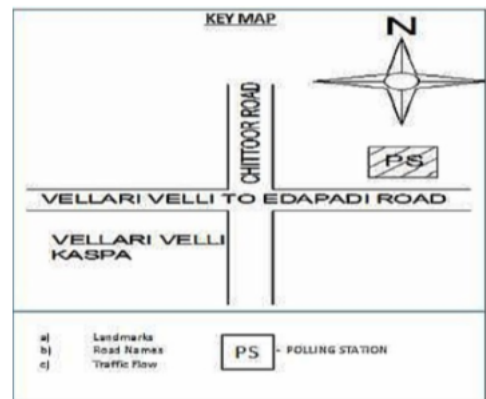 KEY MAP
N
CHITTOOR ROAD
PS
VELLARI VELLI TO EDAPADI ROAD
VELLARI VELLI
KASPA
a) Landmarks
b) Road Names
c) Traffic Flow
PS - POLLING STATION